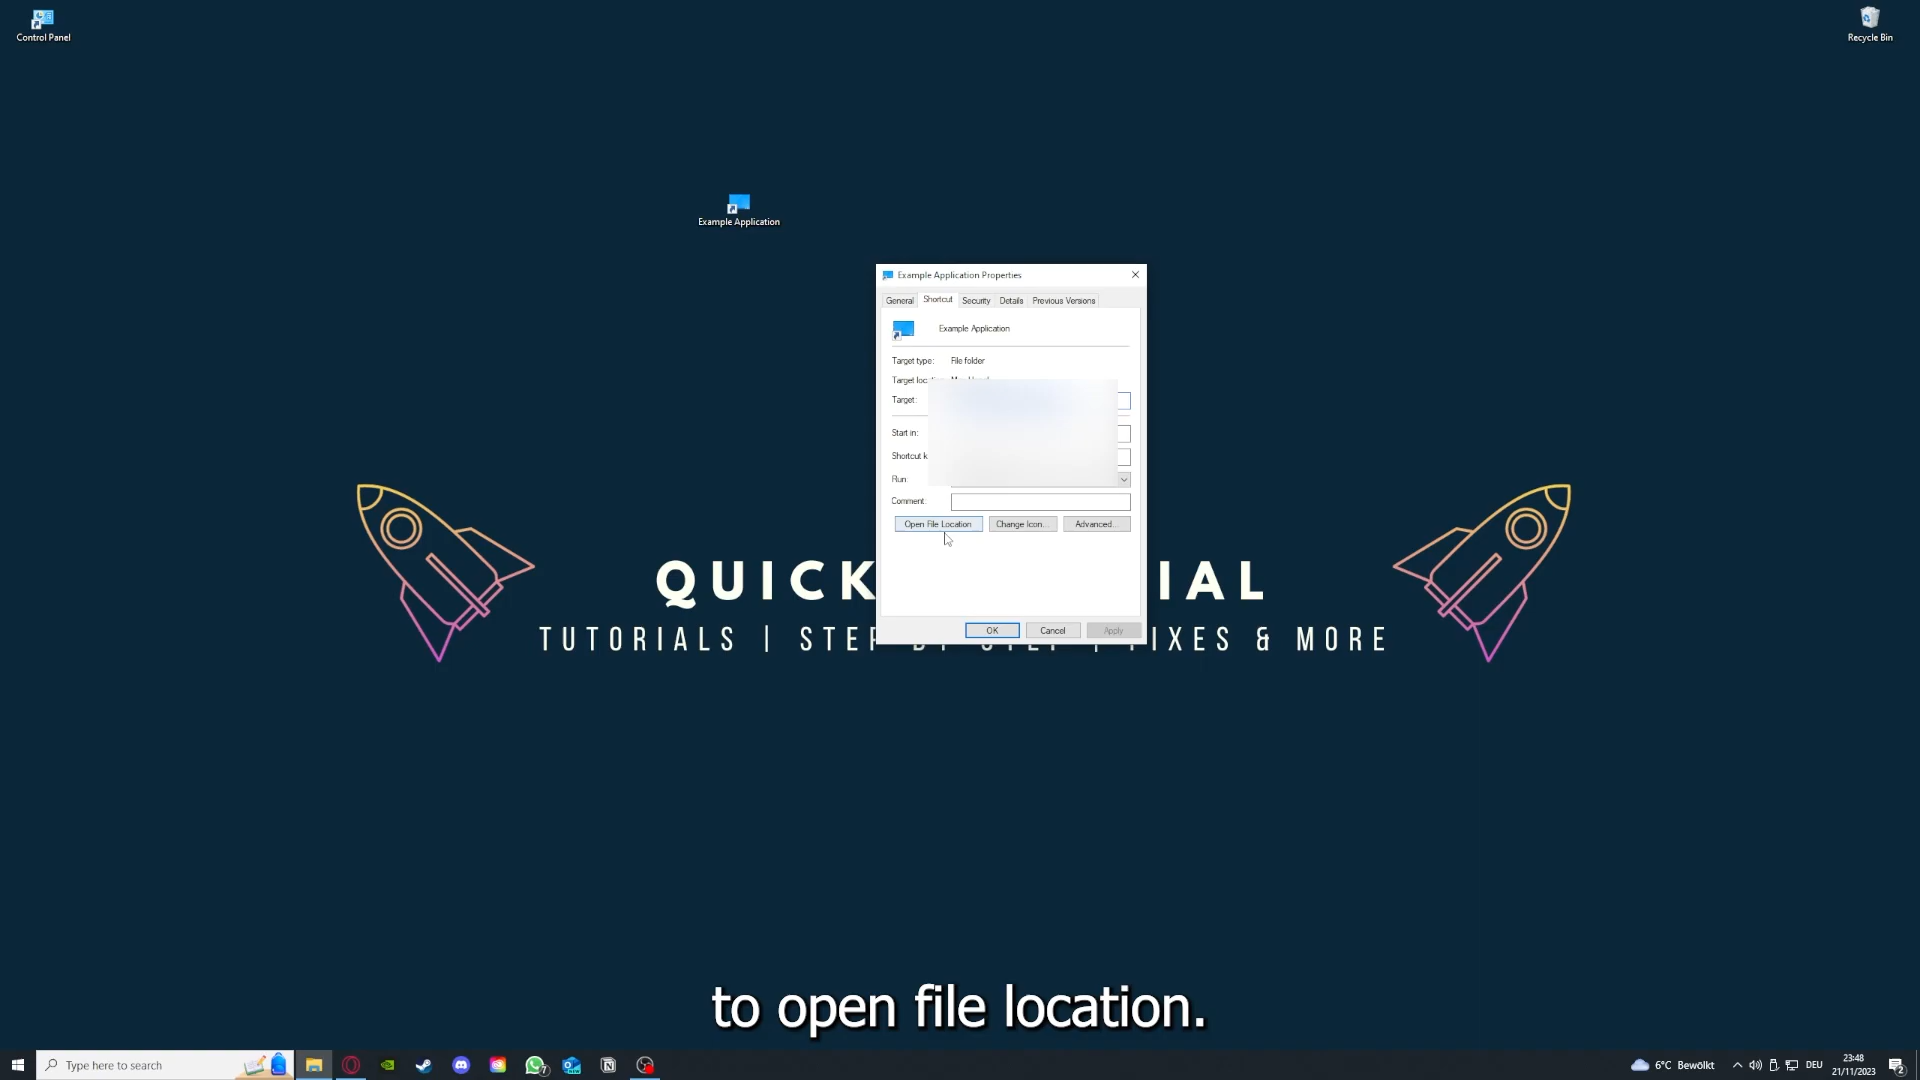 Control Panel
Recycle Bin
Example Application
Example Application Properties
General Shortcut Security Details Previous Versions
Example Application
Target type: File folder
Target
Target:
Start in:
Shortcut
Run:
Comment:
Open File Location Change Icon... Advanced...
QUICK IAL
TUTORIALS | STEP | FIXES & MORE
OK Cancel Apply
to open file location.
Type here to search
7
6°C Bewölkt
DEU
23:48
21/11/2023
2